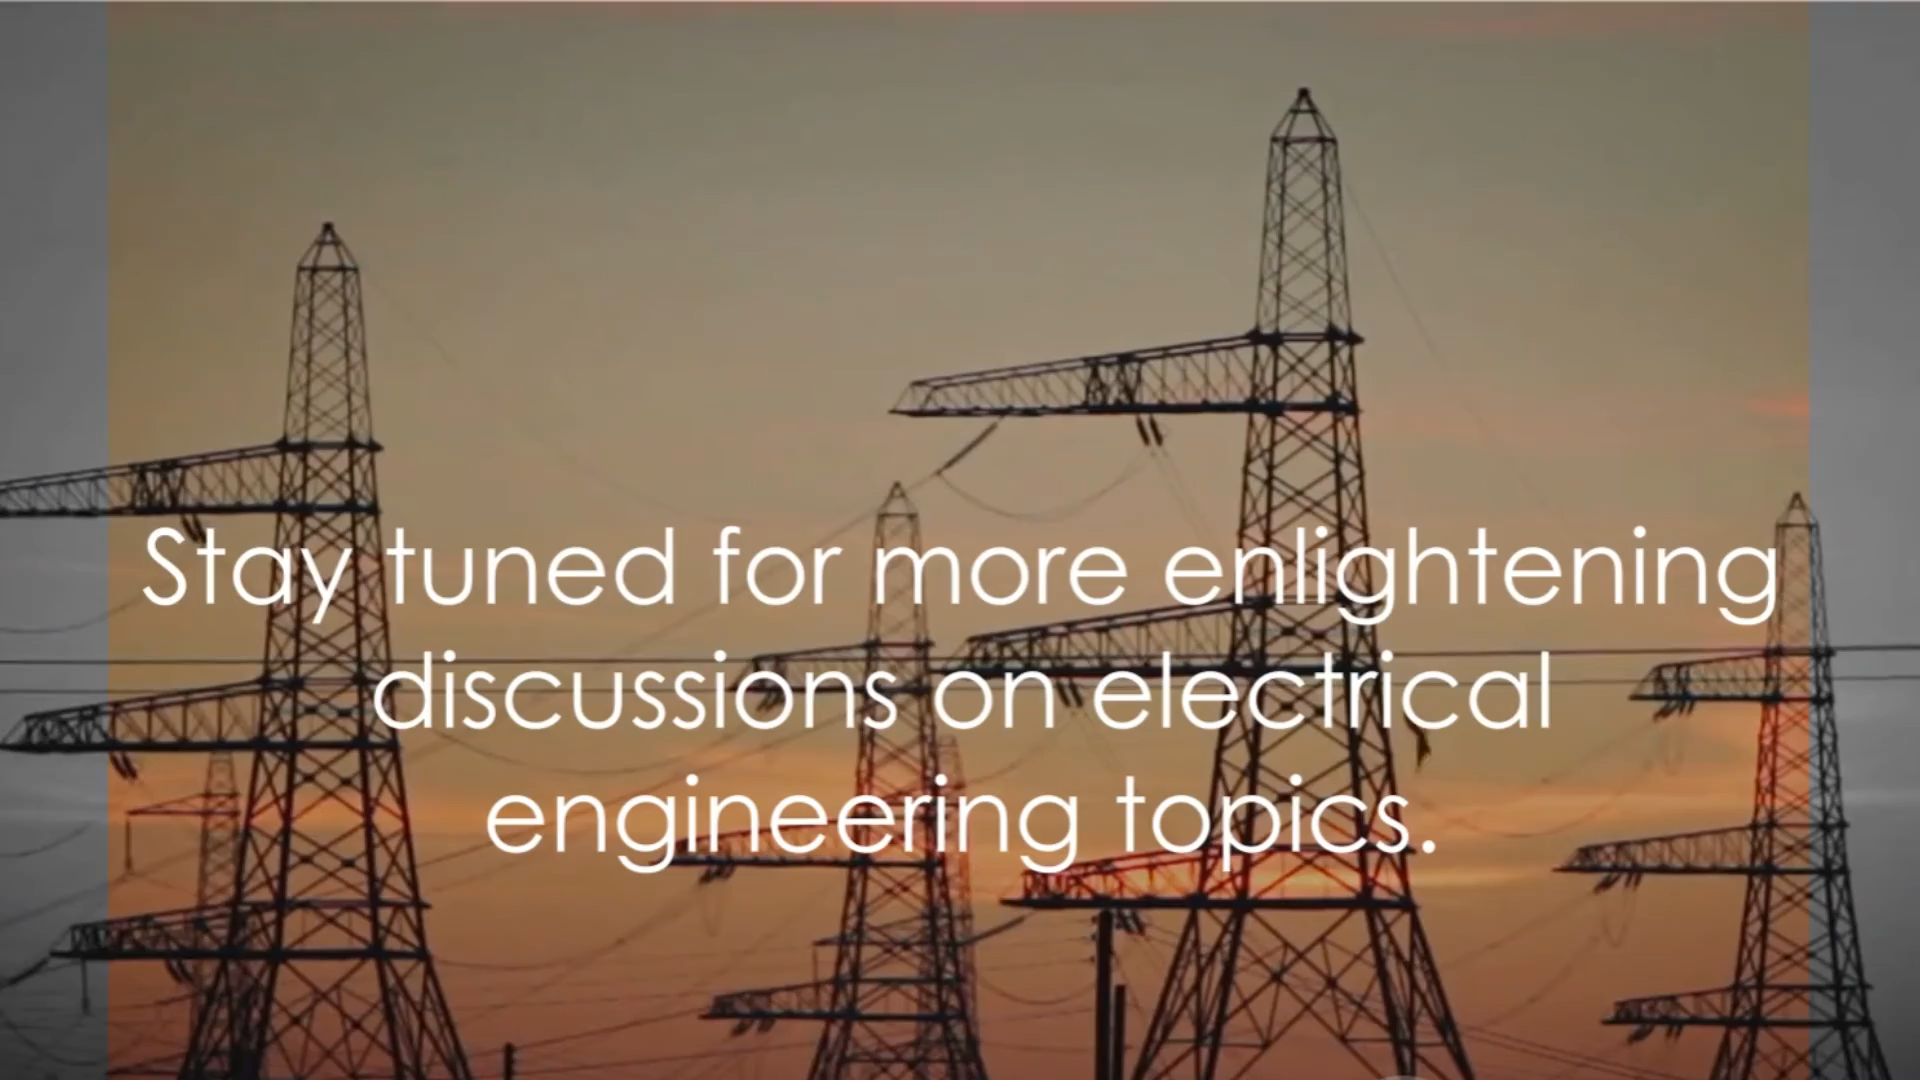 Stay tuned for more enlightening
discussions on electrical
engineering topics.